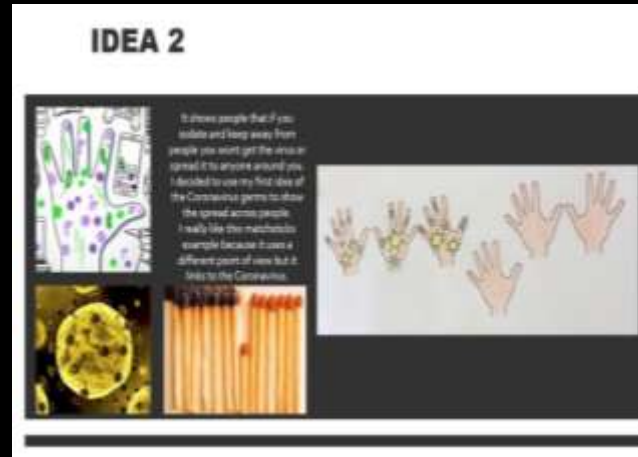 IDEA 2
It shows people that if you
isolate and keep away from
people you wont get the virus or
spread it to anyone around you.
I decided to use my first idea of
the Coronavirus germs to show
the spread across people.
I really like this matchsticks
example because it uses a
different point of view but it
links to the Coronavirus.